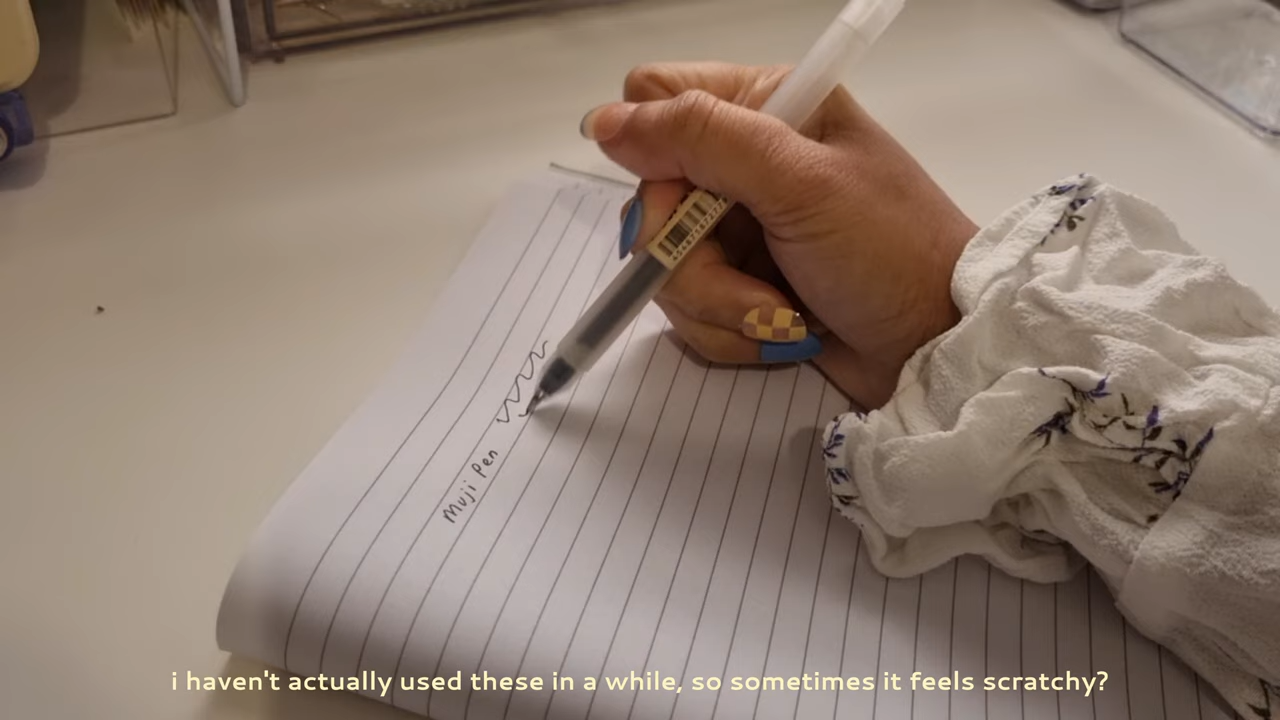 Muji Pen
i haven't actually used these in a while, so sometimes it feels scratchy?